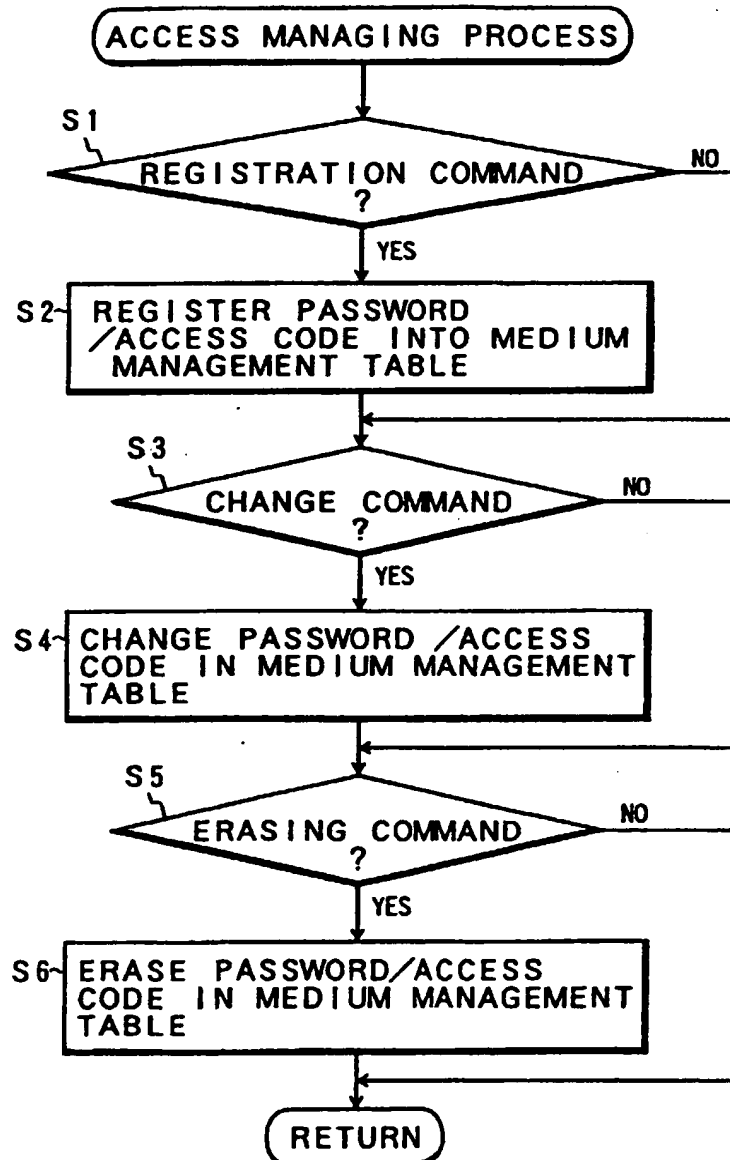 ACCESS MANAGING PROCESS
S1
REGISTRATION COMMAND
?
NO
YES
S2
REGISTER PASSWORD
/ACCESS CODE INTO MEDIUM
MANAGEMENT TABLE
S3
CHANGE COMMAND
?
NO
YES
S4
CHANGE PASSWORD /ACCESS
CODE IN MEDIUM MANAGEMENT
TABLE
S5
ERASING COMMAND
?
NO
YES
S6
ERASE PASSWORD/ACCESS
CODE IN MEDIUM MANAGEMENT
TABLE
RETURN